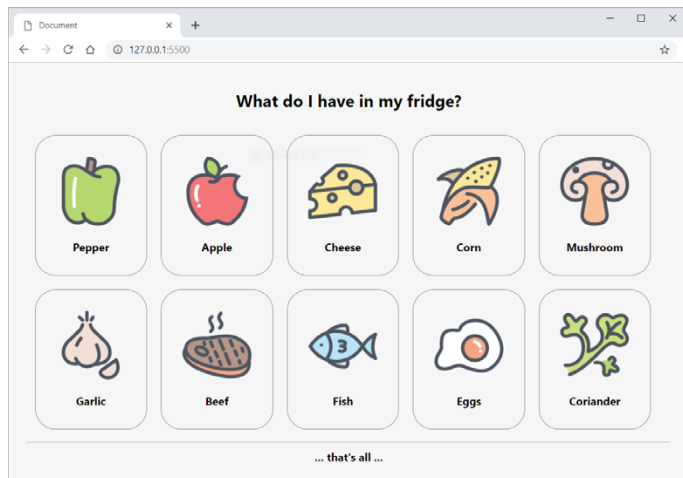 Document
127.0.0.1:5500
What do I have in my fridge?
Pepper Apple Cheese Corn Mushroom
Garlic Beef Fish Eggs Coriander
... that's all ...